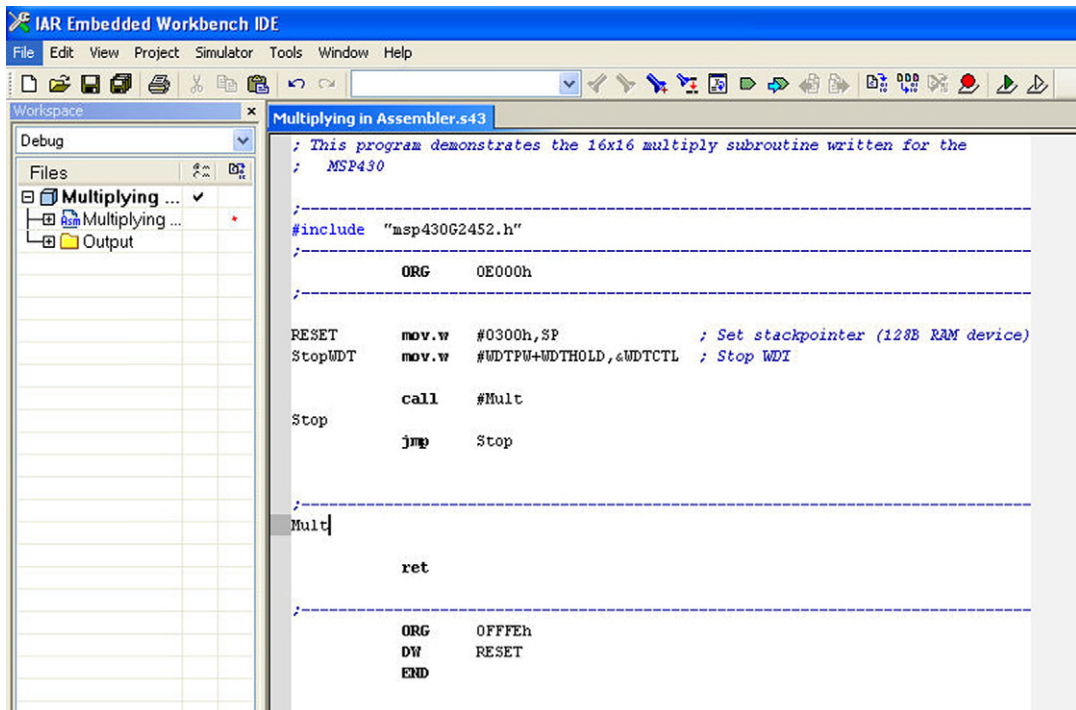 IAR Embedded Workbench IDE
File Edit View Project Simulator Tools Window Help
Workspace
Debug
Files
Multiplying ...
Asm Multiplying ...
Output
Multiplying in Assembler.s43
; This program demonstrates the 16x16 multiply subroutine written for the
; MSP430
;-----------------------------------------------------------------------
#include "msp430G2452.h"
;-----------------------------------------------------------------------
ORG 0E000h
;-----------------------------------------------------------------------
RESET mov.w #0300h,SP ; Set stackpointer (128B RAM device)
StopWDT mov.w #WDTPW+WDTHOLD,&WDTCTL ; Stop WDT
call #Mult
Stop
jmp Stop
;-----------------------------------------------------------------------
Mult
ret
;-----------------------------------------------------------------------
ORG 0FFFEh
DW RESET
END